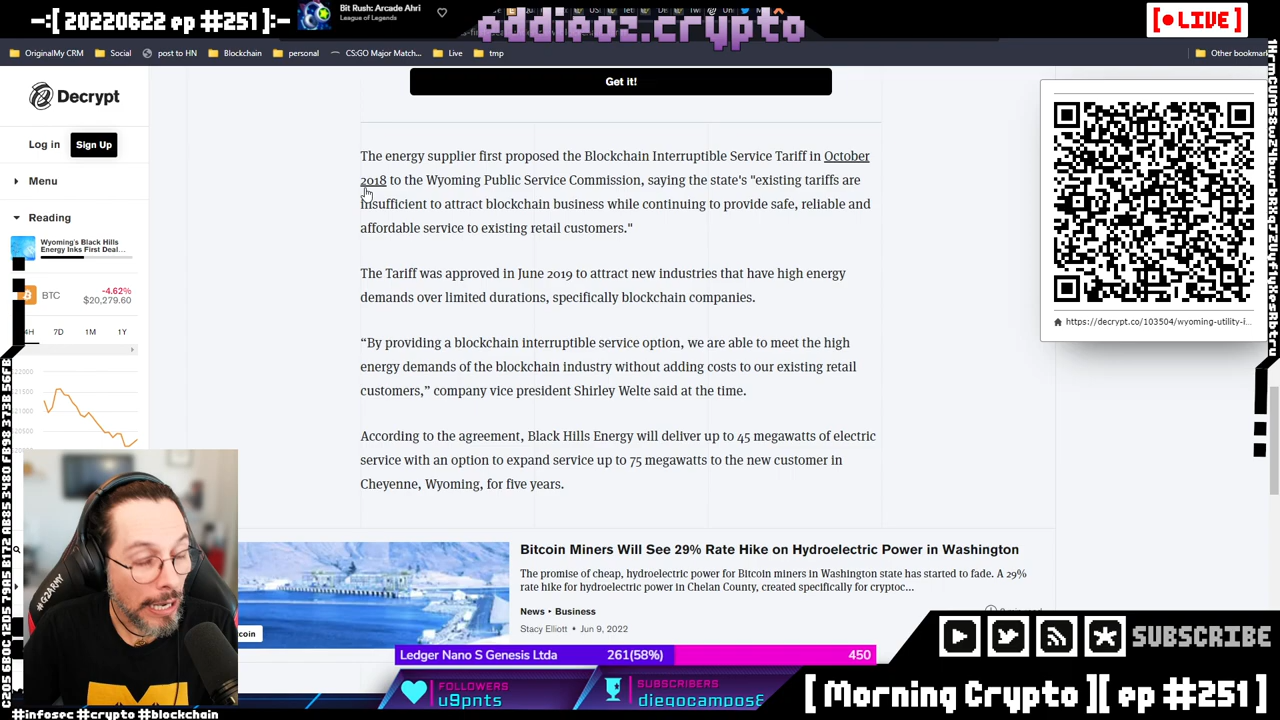 -:[ 20220622 ep #251 ]:-
Bit Rush: Arcade Ahri
League of Legends
eddieoz.crypto
[ LIVE ]
OriginalMy CRM
Social
post to HN
Blockchain
personal
CS:GO Major Match...
Live
tmp
Other bookmar
Decrypt
Log in
Sign Up
Menu
Reading
Wyoming's Black Hills
Energy Inks First Deal...
BTC
-4.62%
$20,279.60
4H
7D
1M
1Y
Get it!
The energy supplier first proposed the Blockchain Interruptible Service Tariff in October
2018 to the Wyoming Public Service Commission, saying the state's "existing tariffs are
insufficient to attract blockchain business while continuing to provide safe, reliable and
affordable service to existing retail customers."
The Tariff was approved in June 2019 to attract new industries that have high energy
demands over limited durations, specifically blockchain companies.
“By providing a blockchain interruptible service option, we are able to meet the high
energy demands of the blockchain industry without adding costs to our existing retail
customers,” company vice president Shirley Welte said at the time.
According to the agreement, Black Hills Energy will deliver up to 45 megawatts of electric
service with an option to expand service up to 75 megawatts to the new customer in
Cheyenne, Wyoming, for five years.
https://decrypt.co/103504/wyoming-utility-i...
Bitcoin Miners Will See 29% Rate Hike on Hydroelectric Power in Washington
The promise of cheap, hydroelectric power for Bitcoin miners in Washington state has started to fade. A 29%
rate hike for hydroelectric power in Chelan County, created specifically for cryptoc...
News • Business
Stacy Elliott • Jun 9, 2022
coin
#G2ARMY
Ledger Nano S Genesis Ltda
261(58%)
450
FOLLOWERS
u9pnts
SUBSCRIBERS
diegocampos8
SUBSCRIBE
[ Morning Crypto ][ ep #251 ]
#infosec #crypto #blockchain